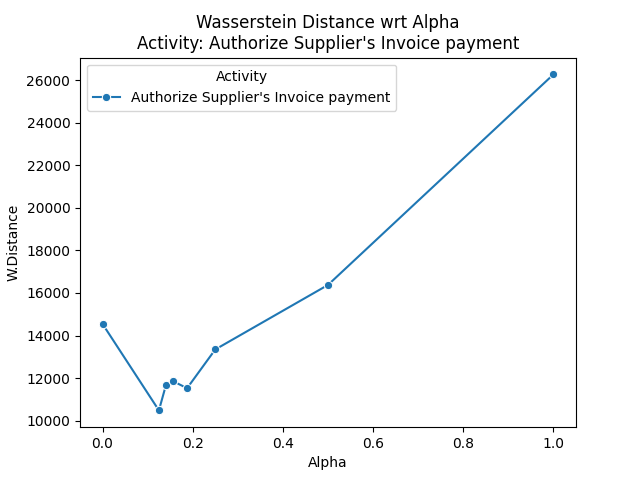 Wasserstein Distance wrt Alpha
Activity: Authorize Supplier's Invoice payment
Activity
Authorize Supplier's Invoice payment
26000
24000
22000
20000
18000
16000
14000
12000
10000
W.Distance
0.0 0.2 0.4 0.6 0.8 1.0
Alpha